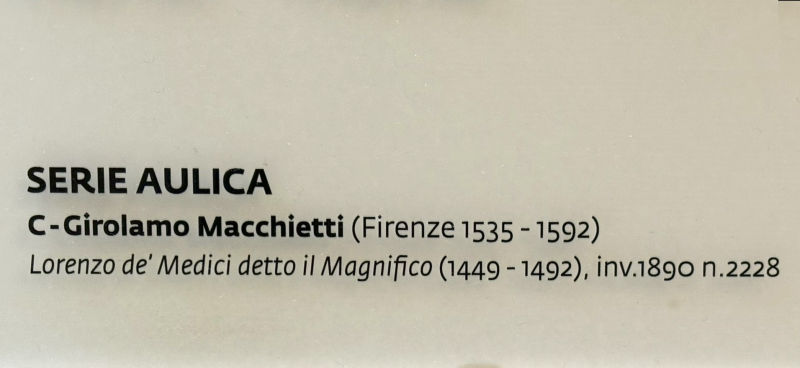 SERIE AULICA
C - Girolamo Macchietti (Firenze 1535 - 1592)
Lorenzo de' Medici detto il Magnifico (1449 - 1492), inv.1890 n.2228